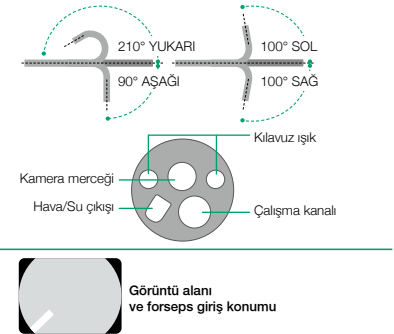 210° YUKARI
90° AŞAĞI
100° SOL
100° SAĞ
Kılavuz ışık
Kamera merceği
Hava/Su çıkışı
Çalışma kanalı
Görüntü alanı
ve forseps giriş konumu